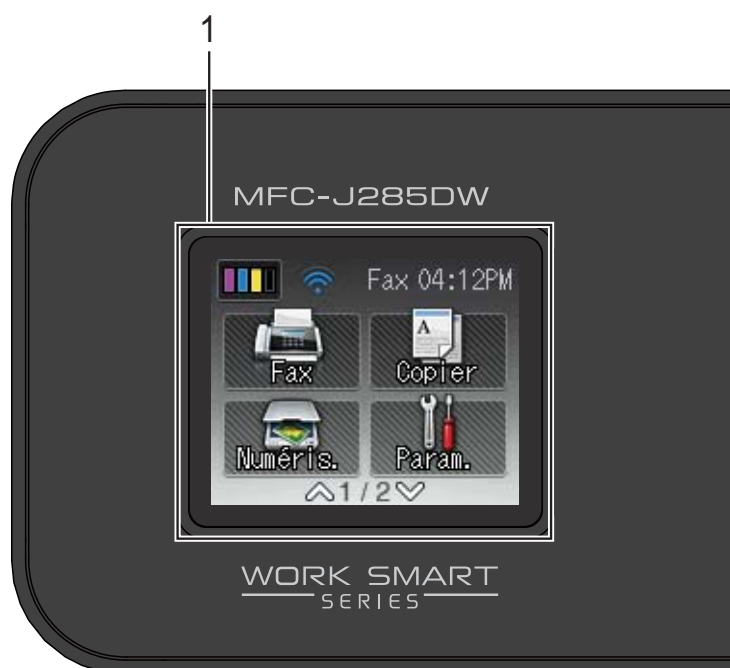 1
MFC-J285DW
Fax 04:12PM
Fax
Copier
Numéris.
Param.
1 / 2
WORK SMART
SERIES